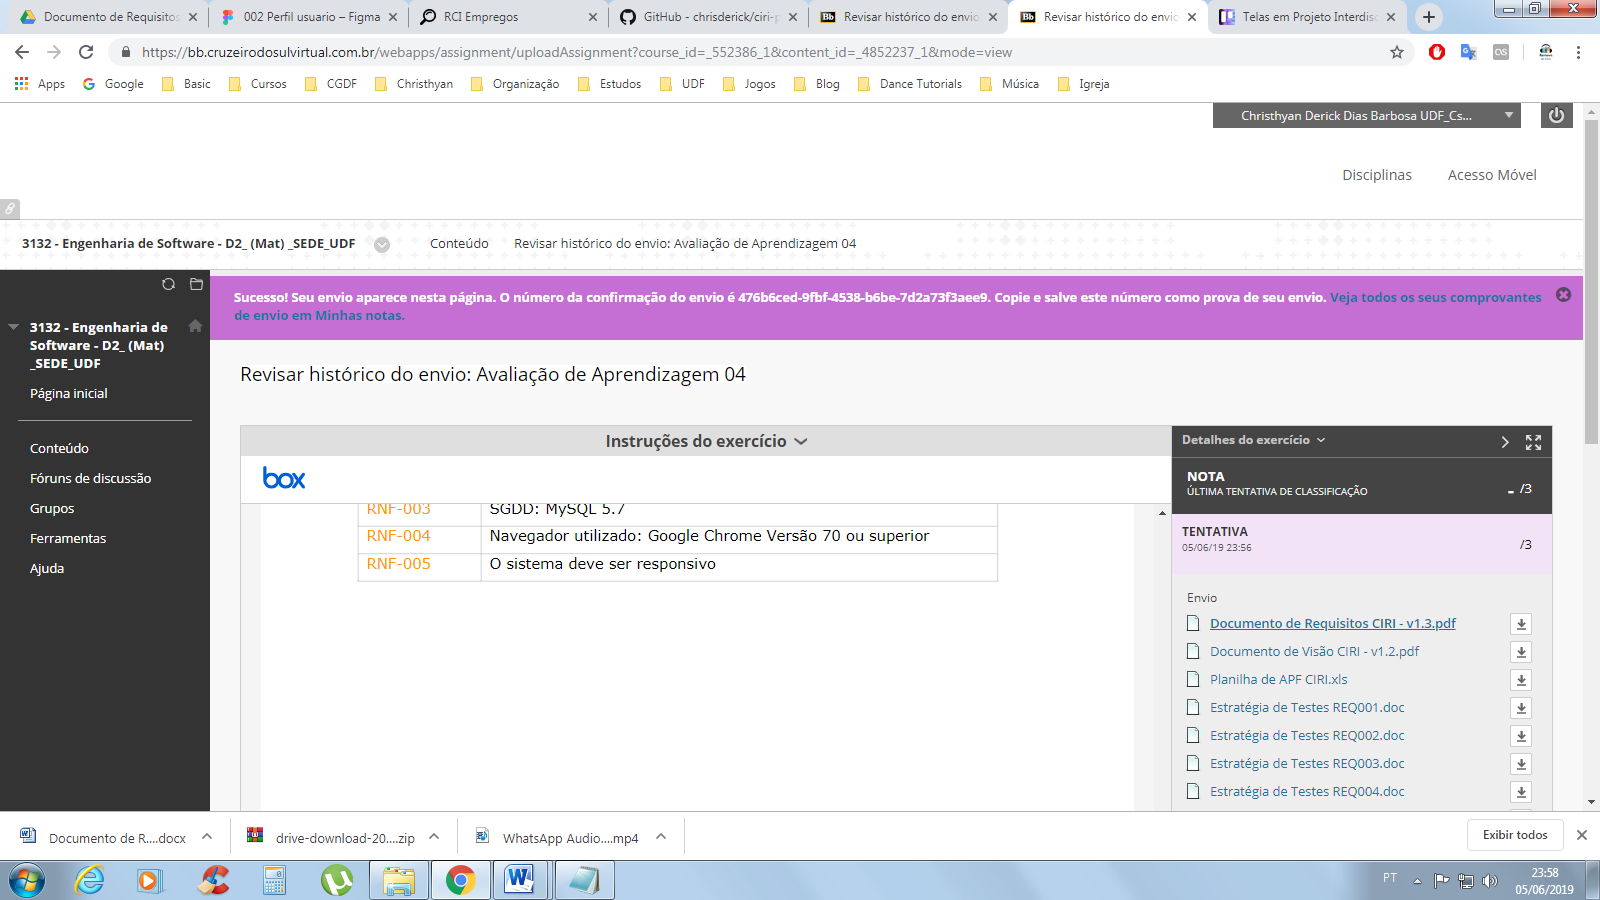 Documento de Requisitos
002 Perfil usuario – Figma
RCI Empregos
GitHub - chrisderick/ciri-p
Revisar histórico do envio
Revisar histórico do envio
Telas em Projeto Interdisc
https://bb.cruzeirodosulvirtual.com.br/webapps/assignment/uploadAssignment?course_id=_552386_1&content_id=_4852237_1&mode=view
Apps
Google
Basic
Cursos
CGDF
Christhyan
Organização
Estudos
UDF
Jogos
Blog
Dance Tutorials
Música
Igreja
Christhyan Derick Dias Barbosa UDF_Cs...
Disciplinas
Acesso Móvel
3132 - Engenharia de Software - D2_ (Mat) _SEDE_UDF
Conteúdo
Revisar histórico do envio: Avaliação de Aprendizagem 04
3132 - Engenharia de
Software - D2_ (Mat)
_SEDE_UDF
Página inicial
Conteúdo
Fóruns de discussão
Grupos
Ferramentas
Ajuda
Sucesso! Seu envio aparece nesta página. O número da confirmação do envio é 476b6ced-9fbf-4538-b6be-7d2a73f3aee9. Copie e salve este número como prova de seu envio. Veja todos os seus comprovantes
de envio em Minhas notas.
Revisar histórico do envio: Avaliação de Aprendizagem 04
Instruções do exercício
box
RNF-003 SGDD: MySQL 5.7
RNF-004 Navegador utilizado: Google Chrome Versão 70 ou superior
RNF-005 O sistema deve ser responsivo
Detalhes do exercício
NOTA
ÚLTIMA TENTATIVA DE CLASSIFICAÇÃO
- /3
TENTATIVA
05/06/19 23:56
/3
Envio
Documento de Requisitos CIRI - v1.3.pdf
Documento de Visão CIRI - v1.2.pdf
Planilha de APF CIRI.xls
Estratégia de Testes REQ001.doc
Estratégia de Testes REQ002.doc
Estratégia de Testes REQ003.doc
Estratégia de Testes REQ004.doc
Documento de R....docx
drive-download-20....zip
WhatsApp Audio....mp4
Exibir todos
PT
23:58
05/06/2019